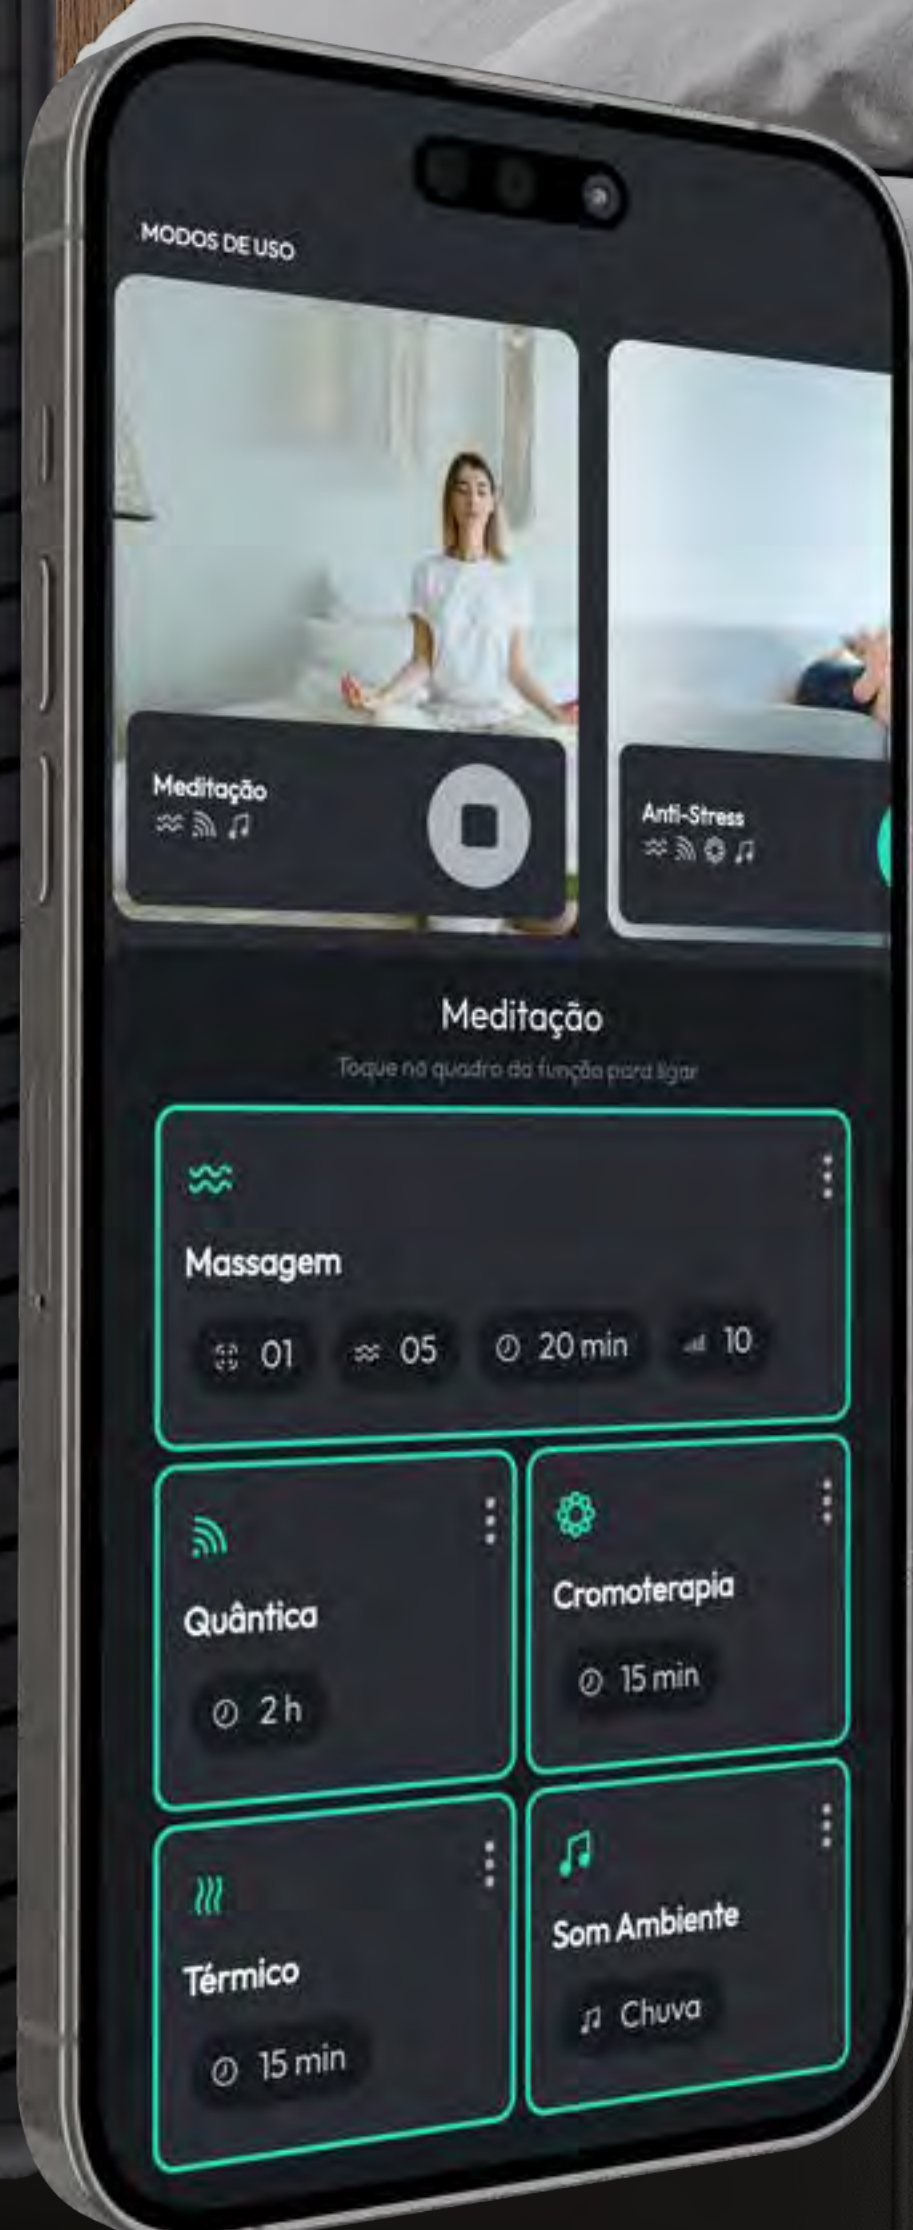 MODOS DE USO
Meditação
Anti-Stress
Meditação
Toque no quadro da função para ligar
Massagem
01 05 20 min 10
Quântica
2 h
Cromoterapia
15 min
Térmico
15 min
Som Ambiente
Chuva